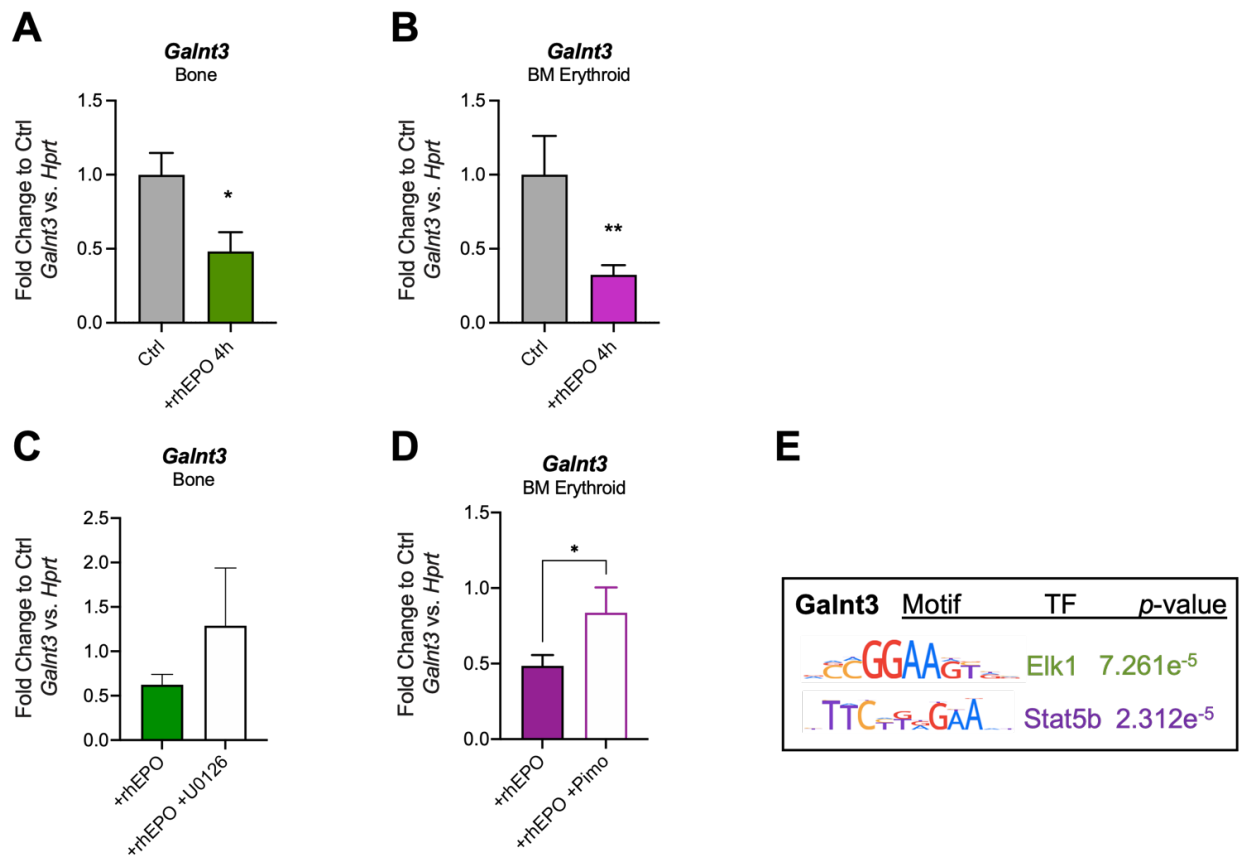 A
Galnt3
Bone
Fold Change to Ctrl
Galnt3 vs. Hprt
1.5
1.0
0.5
0.0
*
Ctrl
+rhEPO 4h
B
Galnt3
BM Erythroid
Fold Change to Ctrl
Galnt3 vs. Hprt
1.5
1.0
0.5
0.0
**
Ctrl
+rhEPO 4h
C
Galnt3
Bone
Fold Change to Ctrl
Galnt3 vs. Hprt
2.5
2.0
1.5
1.0
0.5
0.0
+rhEPO
+rhEPO +U0126
D
Galnt3
BM Erythroid
Fold Change to Ctrl
Galnt3 vs. Hprt
1.5
1.0
0.5
0.0
*
+rhEPO
+rhEPO +Pimo
E
Galnt3 Motif TF p-value
CCGGAAGT Elk1 7.261e-5
TTCTTGGAA Stat5b 2.312e-5